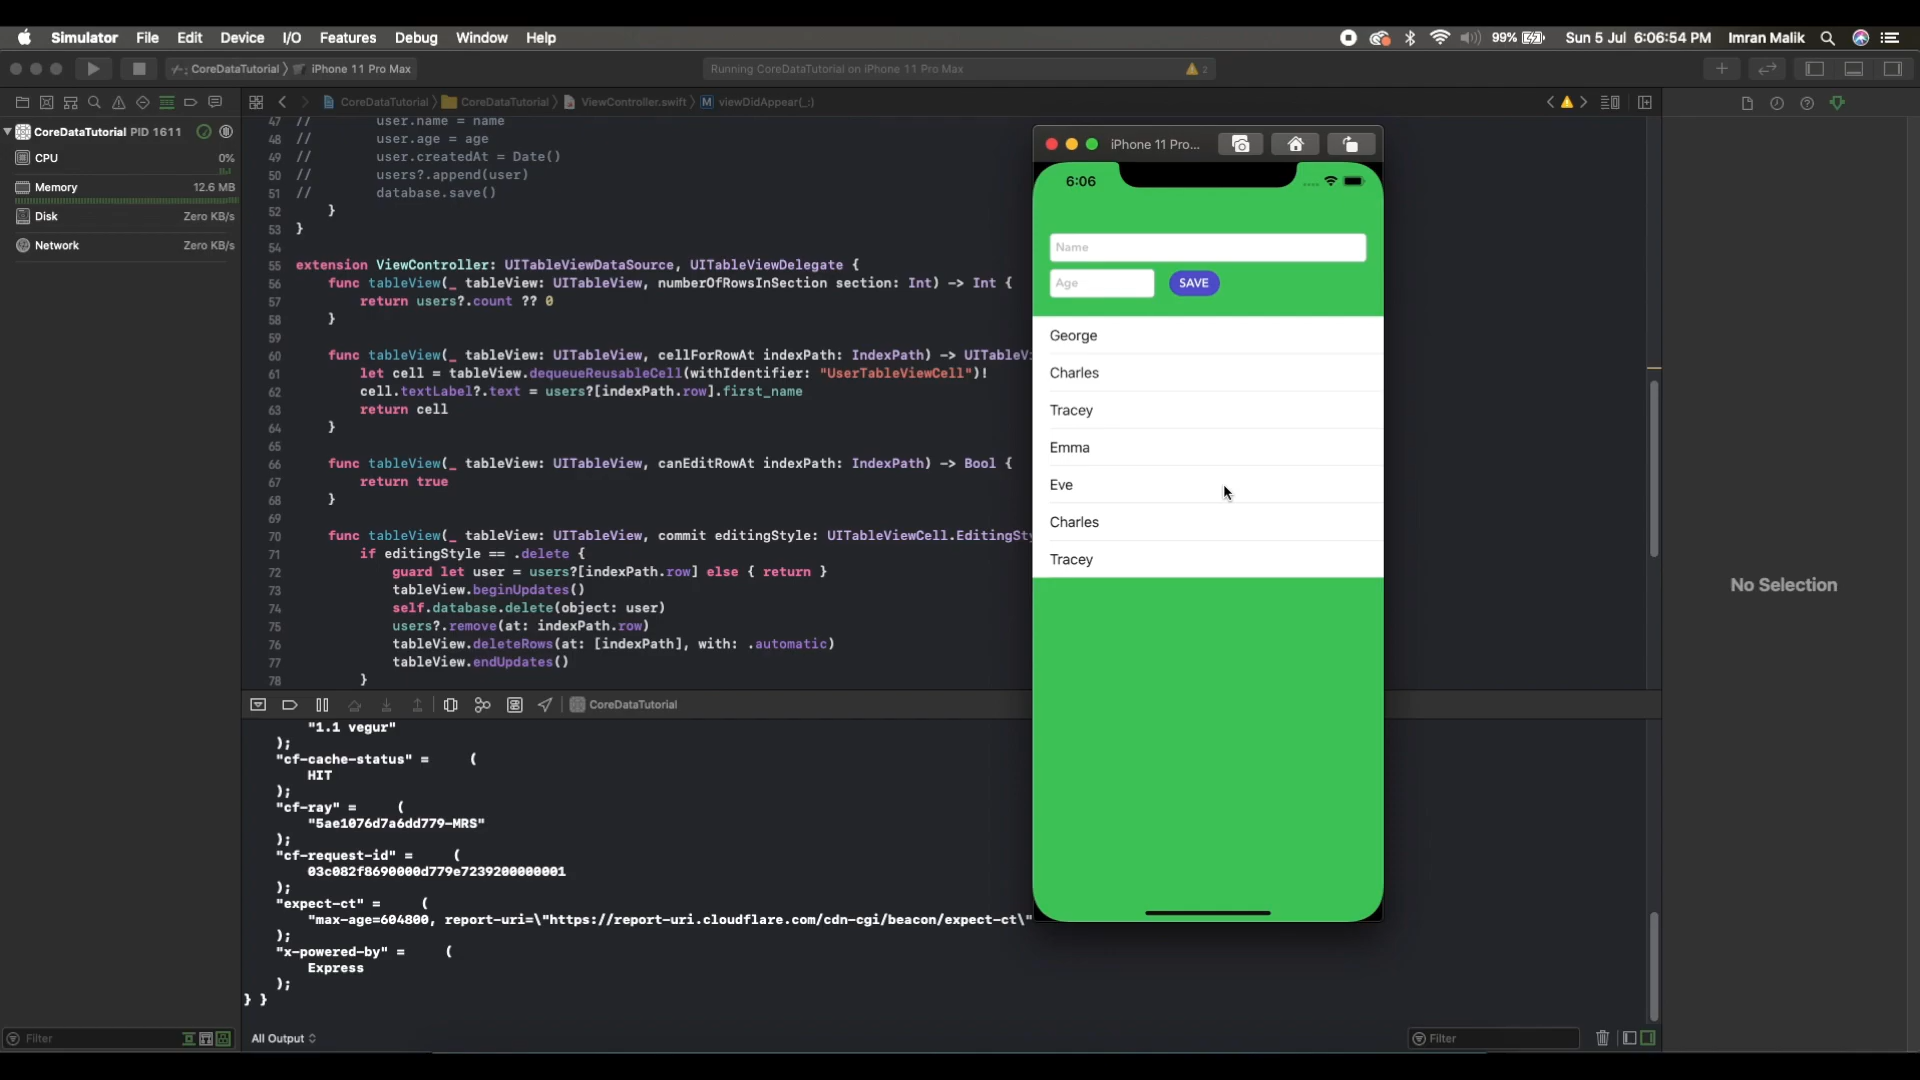 Simulator File Edit Device I/O Features Debug Window Help 99% Sun 5 Jul 6:06:54 PM Imran Malik
CoreDataTutorial iPhone 11 Pro Max Running CoreDataTutorial on iPhone 11 Pro Max 2
CoreDataTutorial CoreDataTutorial ViewController.swift M viewDidAppear(_:)
CoreDataTutorial PID 1611
CPU 0%
Memory 12.6 MB
Disk Zero KB/s
Network Zero KB/s
Filter
47 // user.name = name
48 // user.age = age
49 // user.createdAt = Date()
50 // users?.append(user)
51 // database.save()
52 }
53 }
54
55 extension ViewController: UITableViewDataSource, UITableViewDelegate {
56 func tableView(_ tableView: UITableView, numberOfRowsInSection section: Int) -> Int {
57 return users?.count ?? 0
58 }
59
60 func tableView(_ tableView: UITableView, cellForRowAt indexPath: IndexPath) -> UITableVi
61 let cell = tableView.dequeueReusableCell(withIdentifier: "UserTableViewCell")!
62 cell.textLabel?.text = users?[indexPath.row].first_name
63 return cell
64 }
65
66 func tableView(_ tableView: UITableView, canEditRowAt indexPath: IndexPath) -> Bool {
67 return true
68 }
69
70 func tableView(_ tableView: UITableView, commit editingStyle: UITableViewCell.EditingSty
71 if editingStyle == .delete {
72 guard let user = users?[indexPath.row] else { return }
73 tableView.beginUpdates()
74 self.database.delete(object: user)
75 users?.remove(at: indexPath.row)
76 tableView.deleteRows(at: [indexPath], with: .automatic)
77 tableView.endUpdates()
78 }
CoreDataTutorial
"1.1 vegur"
);
"cf-cache-status" = (
HIT
);
"cf-ray" = (
"5ae1076d7a6dd779-MRS"
);
"cf-request-id" = (
03c082f8690000d779e7239200000001
);
"expect-ct" = (
"max-age=604800, report-uri=\"https://report-uri.cloudflare.com/cdn-cgi/beacon/expect-ct\"
);
"x-powered-by" = (
Express
);
} }
All Output
Filter
iPhone 11 Pro...
6:06
Name
Age SAVE
George
Charles
Tracey
Emma
Eve
Charles
Tracey
No Selection